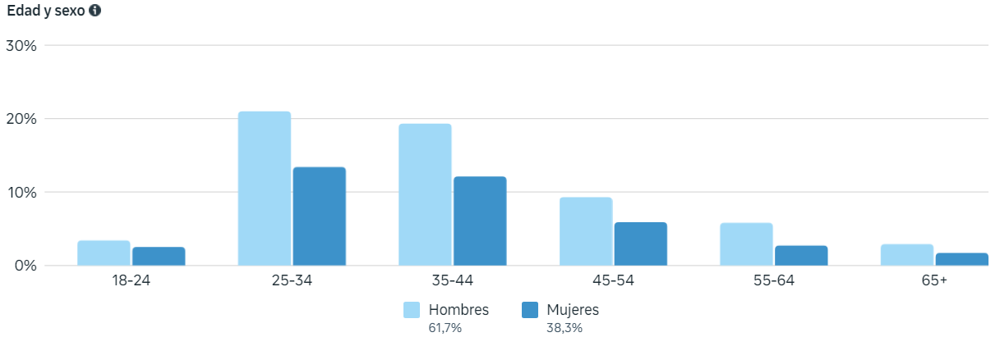 Edad y sexo
30%
20%
10%
0%
18-24 25-34 35-44 45-54 55-64 65+
Hombres Mujeres
61,7% 38,3%